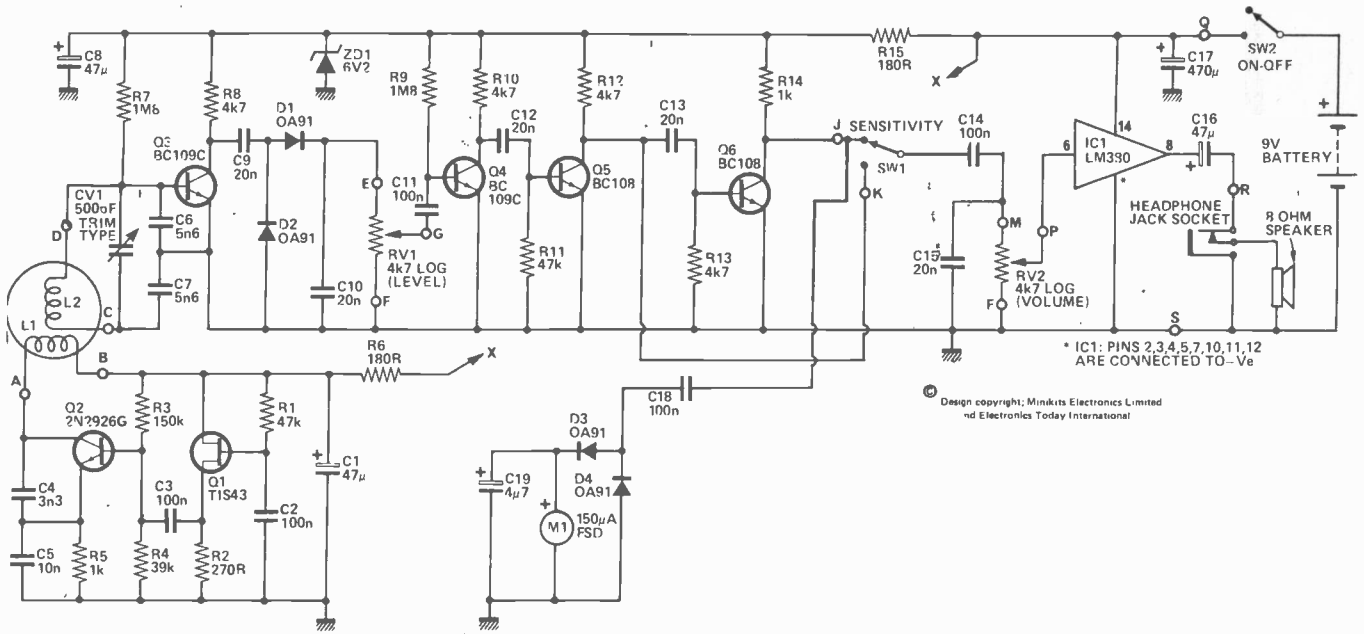 C8
47μ
R7
1M8
R8
4k7
Q3
BC109C
C9
20n
D1
OA91
D2
OA91
ZD1
6V2
R9
1M8
R10
4k7
C12
20n
Q4
BC
109C
C11
100n
E
G
RV1
4k7 LOG
(LEVEL)
F
C10
20n
R12
4k7
Q5
BC108
R11
47k
C13
20n
R14
1k
Q6
BC108
R13
4k7
R15
180R
X
J
SENSITIVITY
SW1
K
C14
100n
M
C15*
20n
RV2
4k7 LOG
(VOLUME)
F
P
6
14
IC1
LM380
*
8
C16
47μ
C17
470μ
Q
SW2
ON-OFF
9V
BATTERY
R
HEADPHONE
JACK SOCKET
8 OHM
SPEAKER
S
* IC1: PINS 2,3,4,5,7,10,11,12
ARE CONNECTED TO -Ve
CV1
500pF
TRIM
TYPE
D
C6
5n6
C7
5n6
L2
L1
C
B
A
R6
180R
X
Q2
2N2926G
R3
150k
R1
47k
Q1
TIS43
C1
47μ
C4
3n3
C3
100n
C2
100n
C5
10n
R5
1k
R4
39k
R2
270R
C18
100n
D3
OA91
D4
OA91
C19
4μ7
M1
150μA
FSD
© Design copyright; Minikits Electronics Limited
nd Electronics Today International